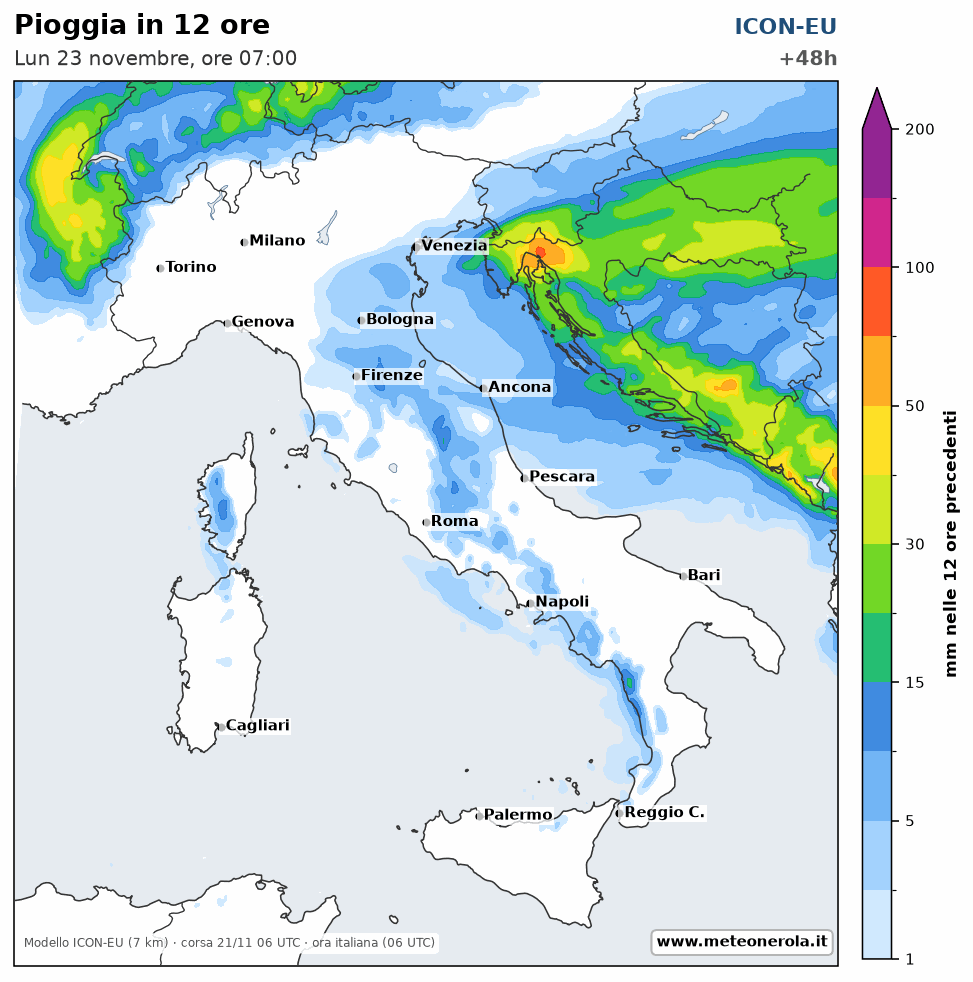 Pioggia in 12 ore
ICON-EU
Lun 23 novembre, ore 07:00
+48h
200
100
50
30
15
5
1
mm nelle 12 ore precedenti
Milano
Venezia
Torino
Genova
Bologna
Firenze
Ancona
Pescara
Roma
Bari
Napoli
Cagliari
Palermo
Reggio C.
Modello ICON-EU (7 km) · corsa 21/11 06 UTC · ora italiana (06 UTC)
www.meteonerola.it